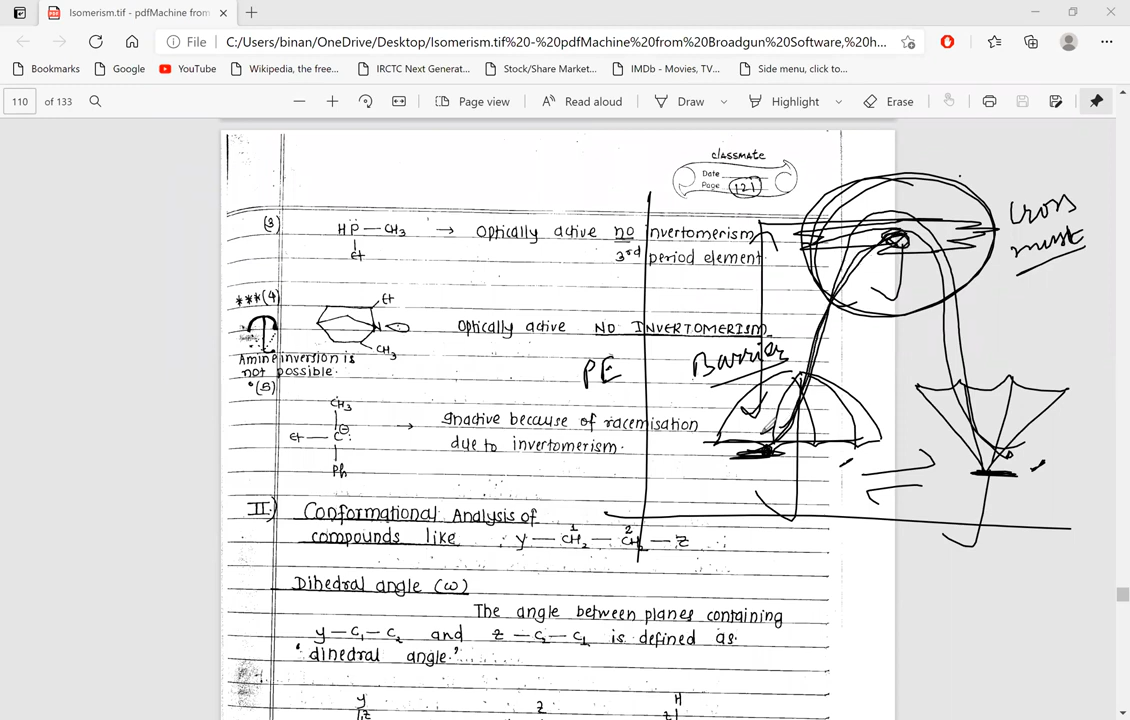 Isomerism.tif - pdfMachine from
File
C:/Users/binan/OneDrive/Desktop/Isomerism.tif%20-%20pdfMachine%20from%20Broadgun%20Software,%20h...
Bookmarks Google YouTube Wikipedia, the free... IRCTC Next Generat... Stock/Share Market... IMDb - Movies, TV... Side menu, click to...
110 of 133
Page view
Read aloud
Draw
Highlight
Erase
classmate
Date
Page 121
(3)
HP̈ — CH3 → Optically active no invertomerism
Et 3rd period element
Cross
must
***(4)
Et
N
CH3
Optically active NO INVERTOMERISM
Amine inversion is
not possible.
PE
Barrier
(5)
CH3
Et — C: ⊖
Ph
→ Inactive because of racemisation
due to invertomerism.
II.) Conformational Analysis of
compounds like y — CH2 — CH2 — z
1 2
Dihedral angle (ω)
The angle between planes containing
y — C1 — C2 and z — C2 — C1 is defined as
"dihedral angle."
y
z
z
H
z